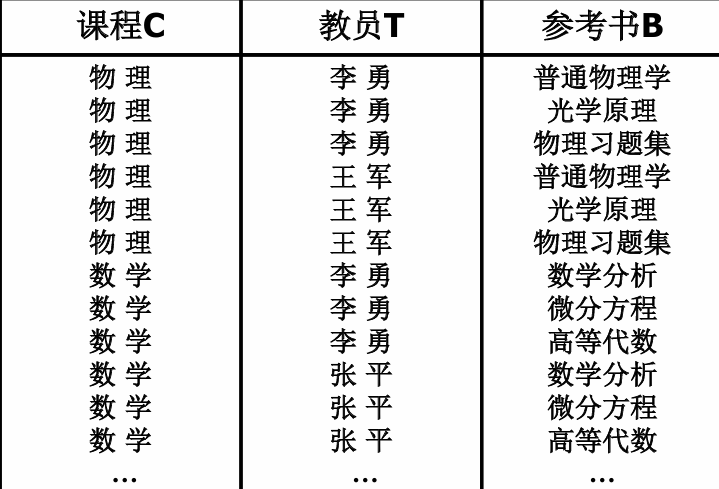 课程C 教员T 参考书B
物 理 李 勇 普通物理学
物 理 李 勇 光学原理
物 理 李 勇 物理习题集
物 理 王 军 普通物理学
物 理 王 军 光学原理
物 理 王 军 物理习题集
数 学 李 勇 数学分析
数 学 李 勇 微分方程
数 学 李 勇 高等代数
数 学 张 平 数学分析
数 学 张 平 微分方程
数 学 张 平 高等代数
… … …